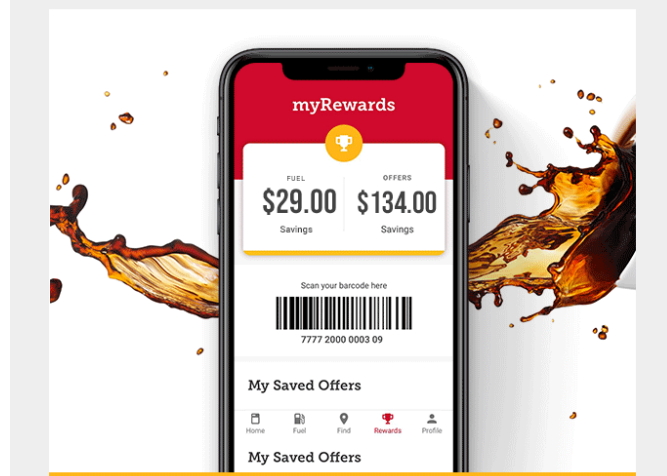 myRewards
FUEL
OFFERS
$29.00
$134.00
Savings
Savings
Scan your barcode here
7777 2000 0003 09
My Saved Offers
Home Fuel Find Rewards Profile
My Saved Offers